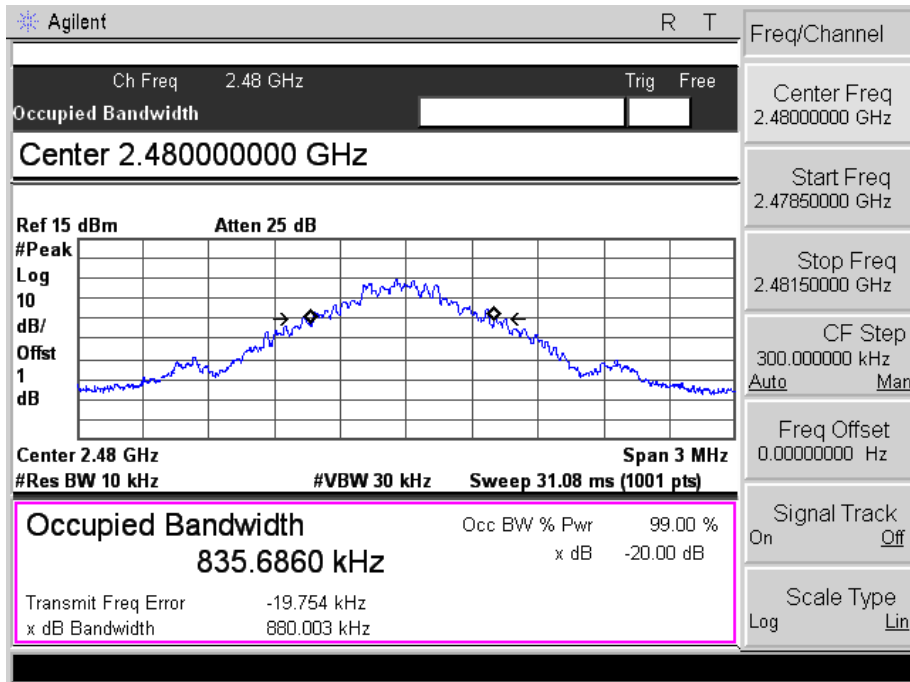 Agilent R T
Freq/Channel
Ch Freq 2.48 GHz Trig Free
Occupied Bandwidth
Center 2.480000000 GHz
Ref 15 dBm Atten 25 dB
#Peak
Log
10
dB/
Offst
1
dB
Center 2.48 GHz Span 3 MHz
#Res BW 10 kHz #VBW 30 kHz Sweep 31.08 ms (1001 pts)
Occupied Bandwidth
835.6860 kHz
Occ BW % Pwr 99.00 %
x dB -20.00 dB
Transmit Freq Error -19.754 kHz
x dB Bandwidth 880.003 kHz
Center Freq
2.48000000 GHz
Start Freq
2.47850000 GHz
Stop Freq
2.48150000 GHz
CF Step
300.000000 kHz
Auto Man
Freq Offset
0.00000000 Hz
Signal Track
On Off
Scale Type
Log Lin